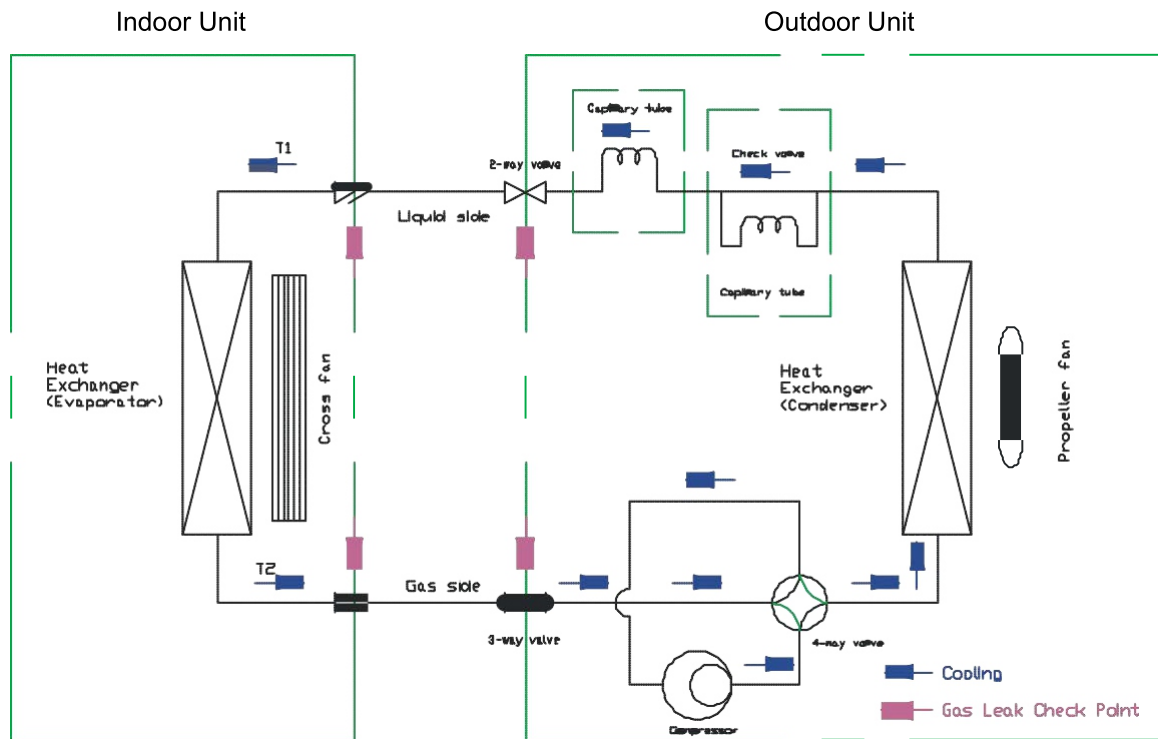 Indoor Unit
Outdoor Unit
Capillary tube
T1
2-way valve
Check valve
Liquid side
Capillary tube
Heat
Exchanger
(Evaporator)
Cross fan
Heat
Exchanger
(Condenser)
Propeller fan
T2
Gas side
3-way valve
4-way valve
Cooling
Gas Leak Check Point
Compressor